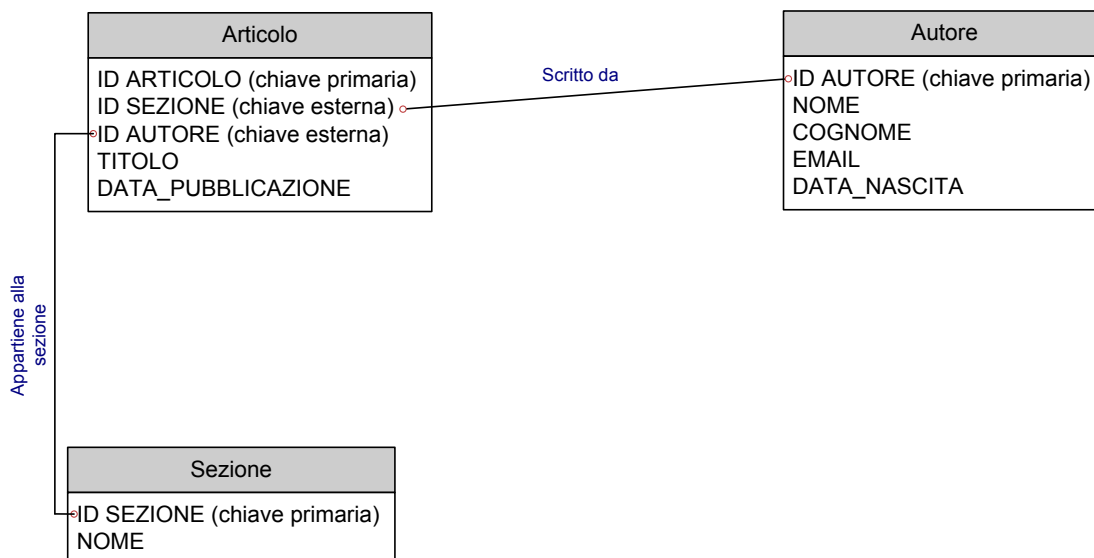 Articolo
ID ARTICOLO (chiave primaria)
ID SEZIONE (chiave esterna)
ID AUTORE (chiave esterna)
TITOLO
DATA_PUBBLICAZIONE
Scritto da
Autore
ID AUTORE (chiave primaria)
NOME
COGNOME
EMAIL
DATA_NASCITA
Appartiene alla
sezione
Sezione
ID SEZIONE (chiave primaria)
NOME